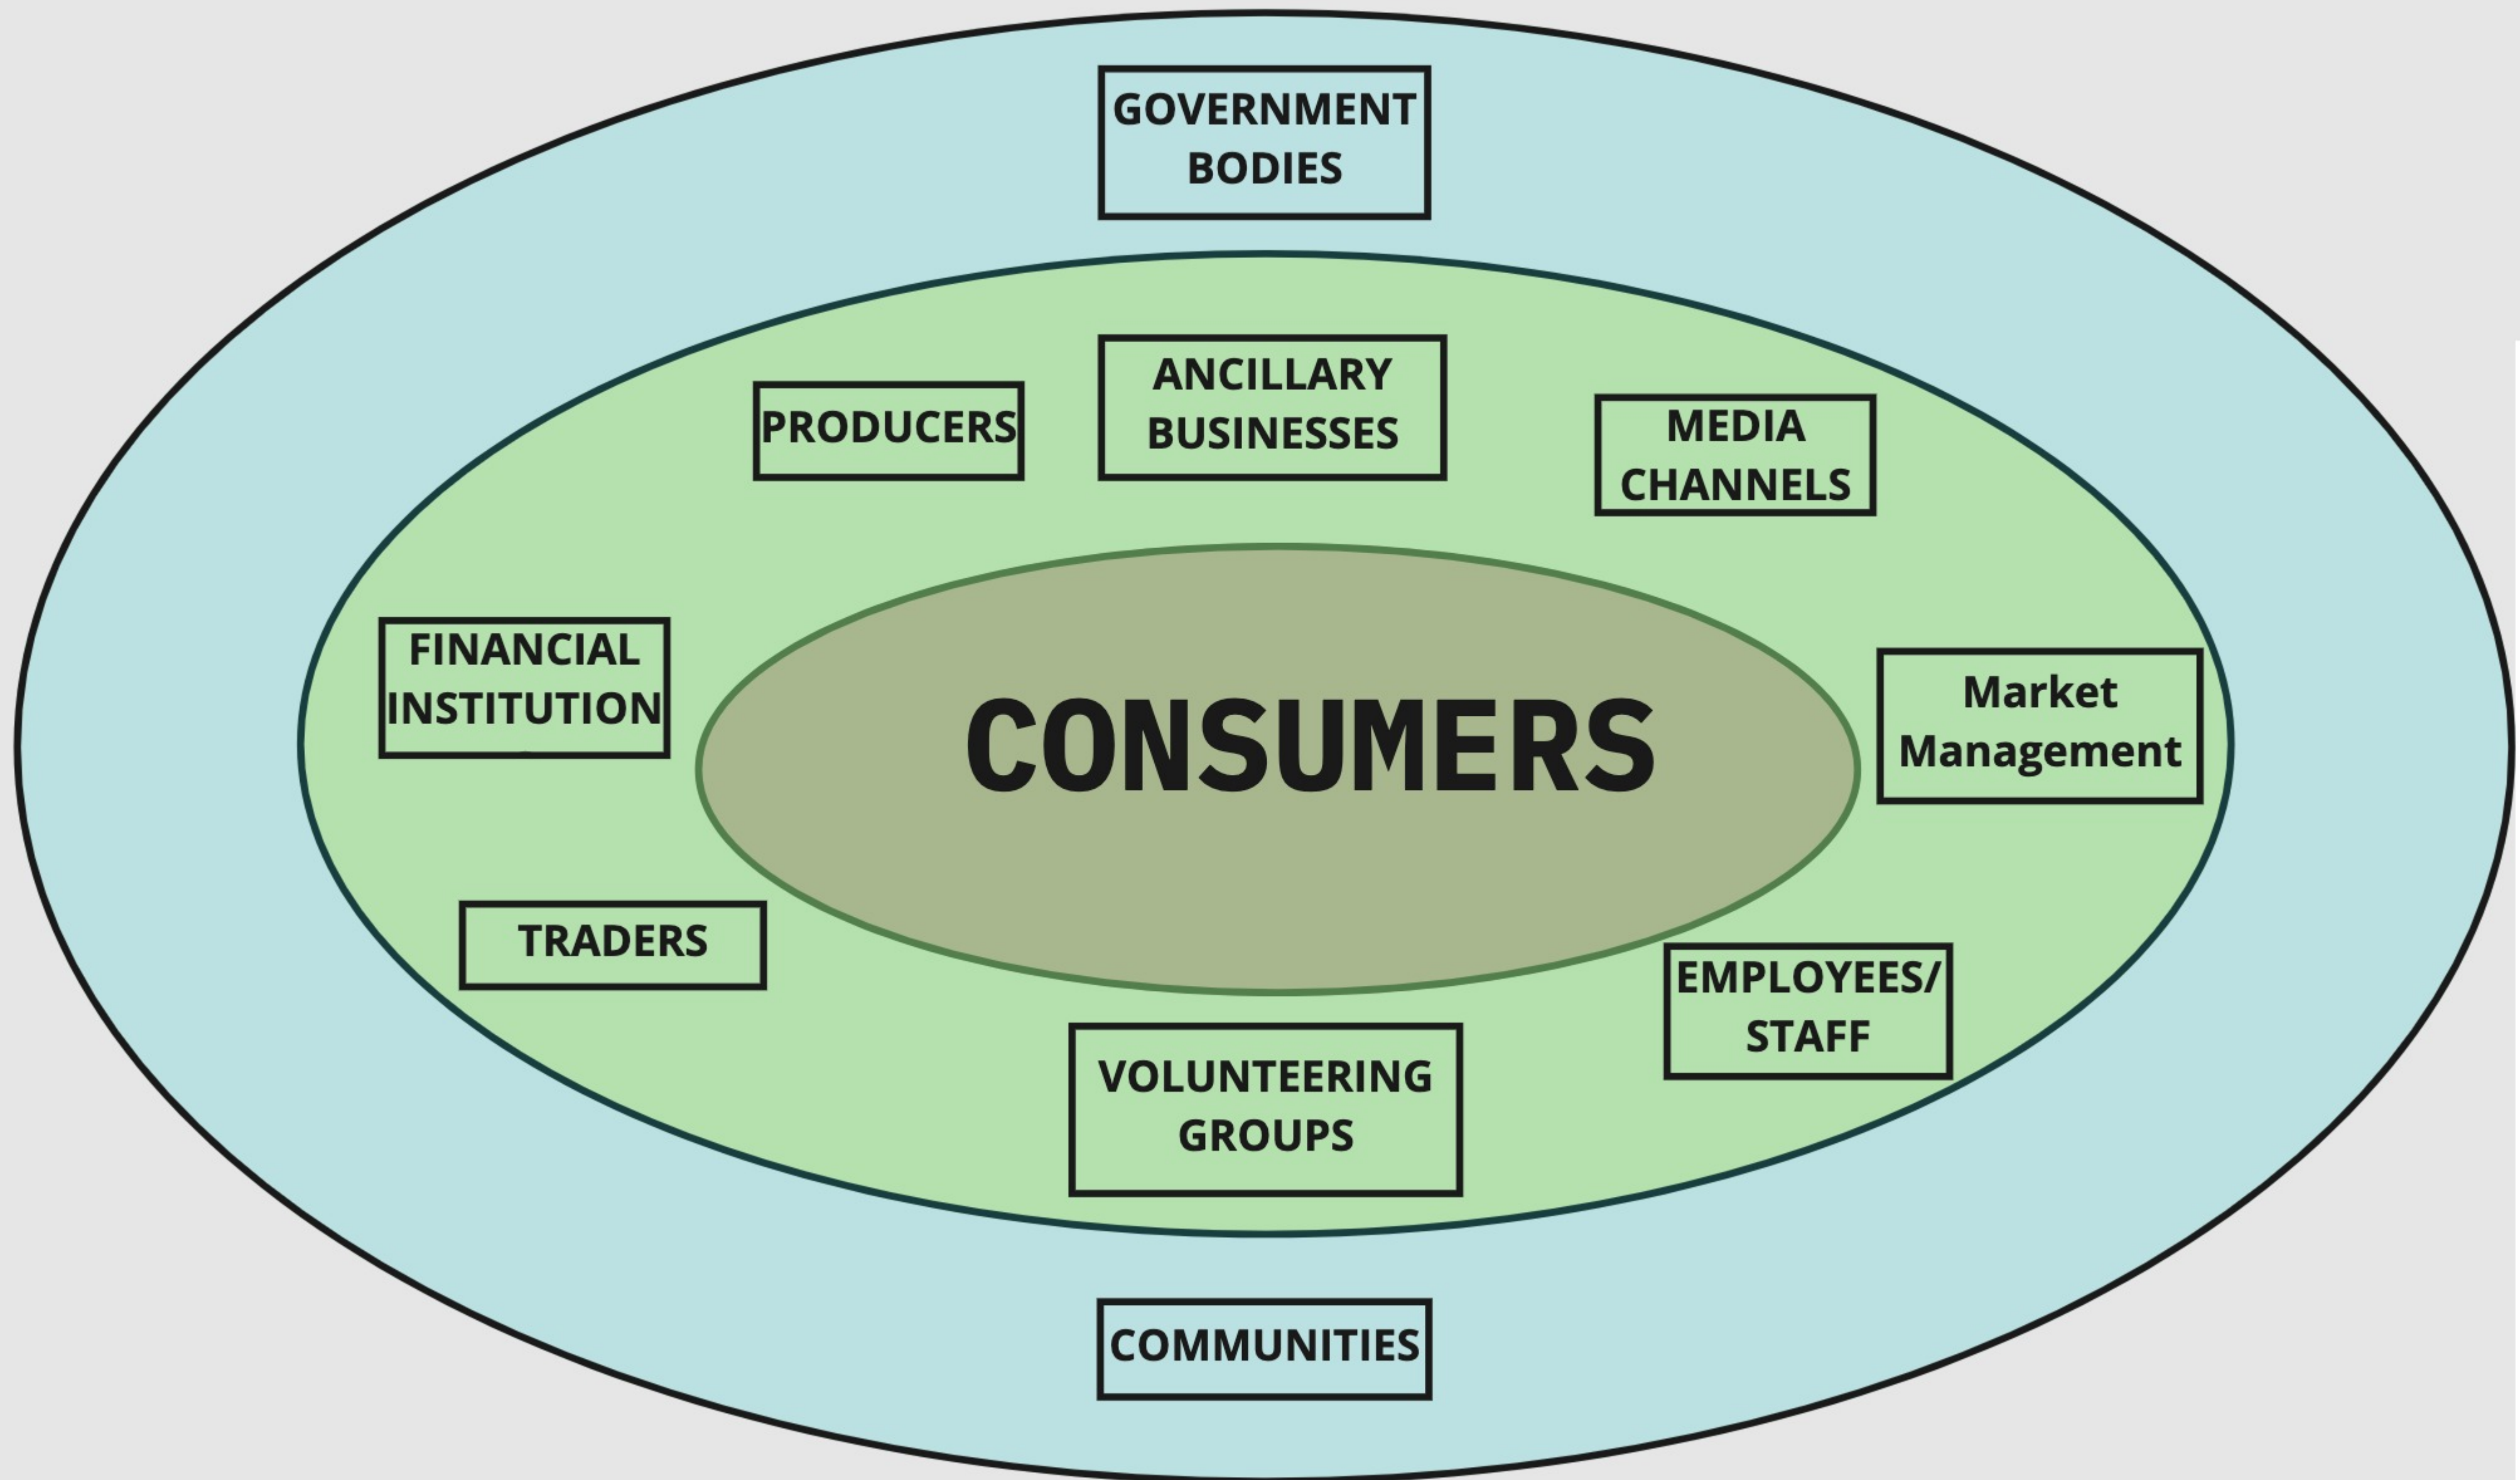 GOVERNMENT
BODIES
ANCILLARY
BUSINESSES
PRODUCERS
MEDIA
CHANNELS
FINANCIAL
INSTITUTION
CONSUMERS
Market
Management
TRADERS
EMPLOYEES/
STAFF
VOLUNTEERING
GROUPS
COMMUNITIES